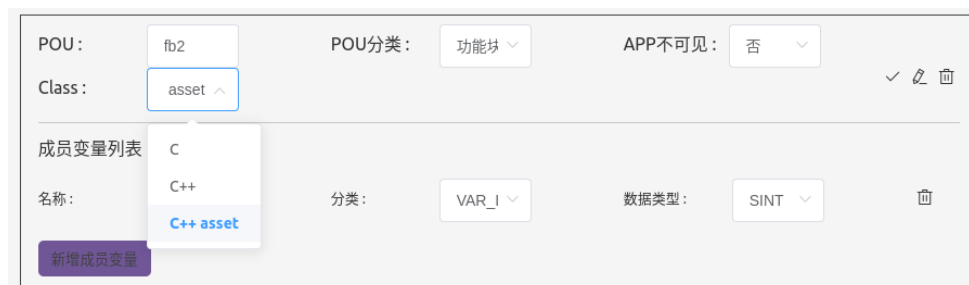 POU : fb2 POU分类 : 功能块 APP不可见 : 否
Class : asset
成员变量列表
C
C++
名称 : 分类 : VAR_I 数据类型 : SINT
C++ asset
新增成员变量